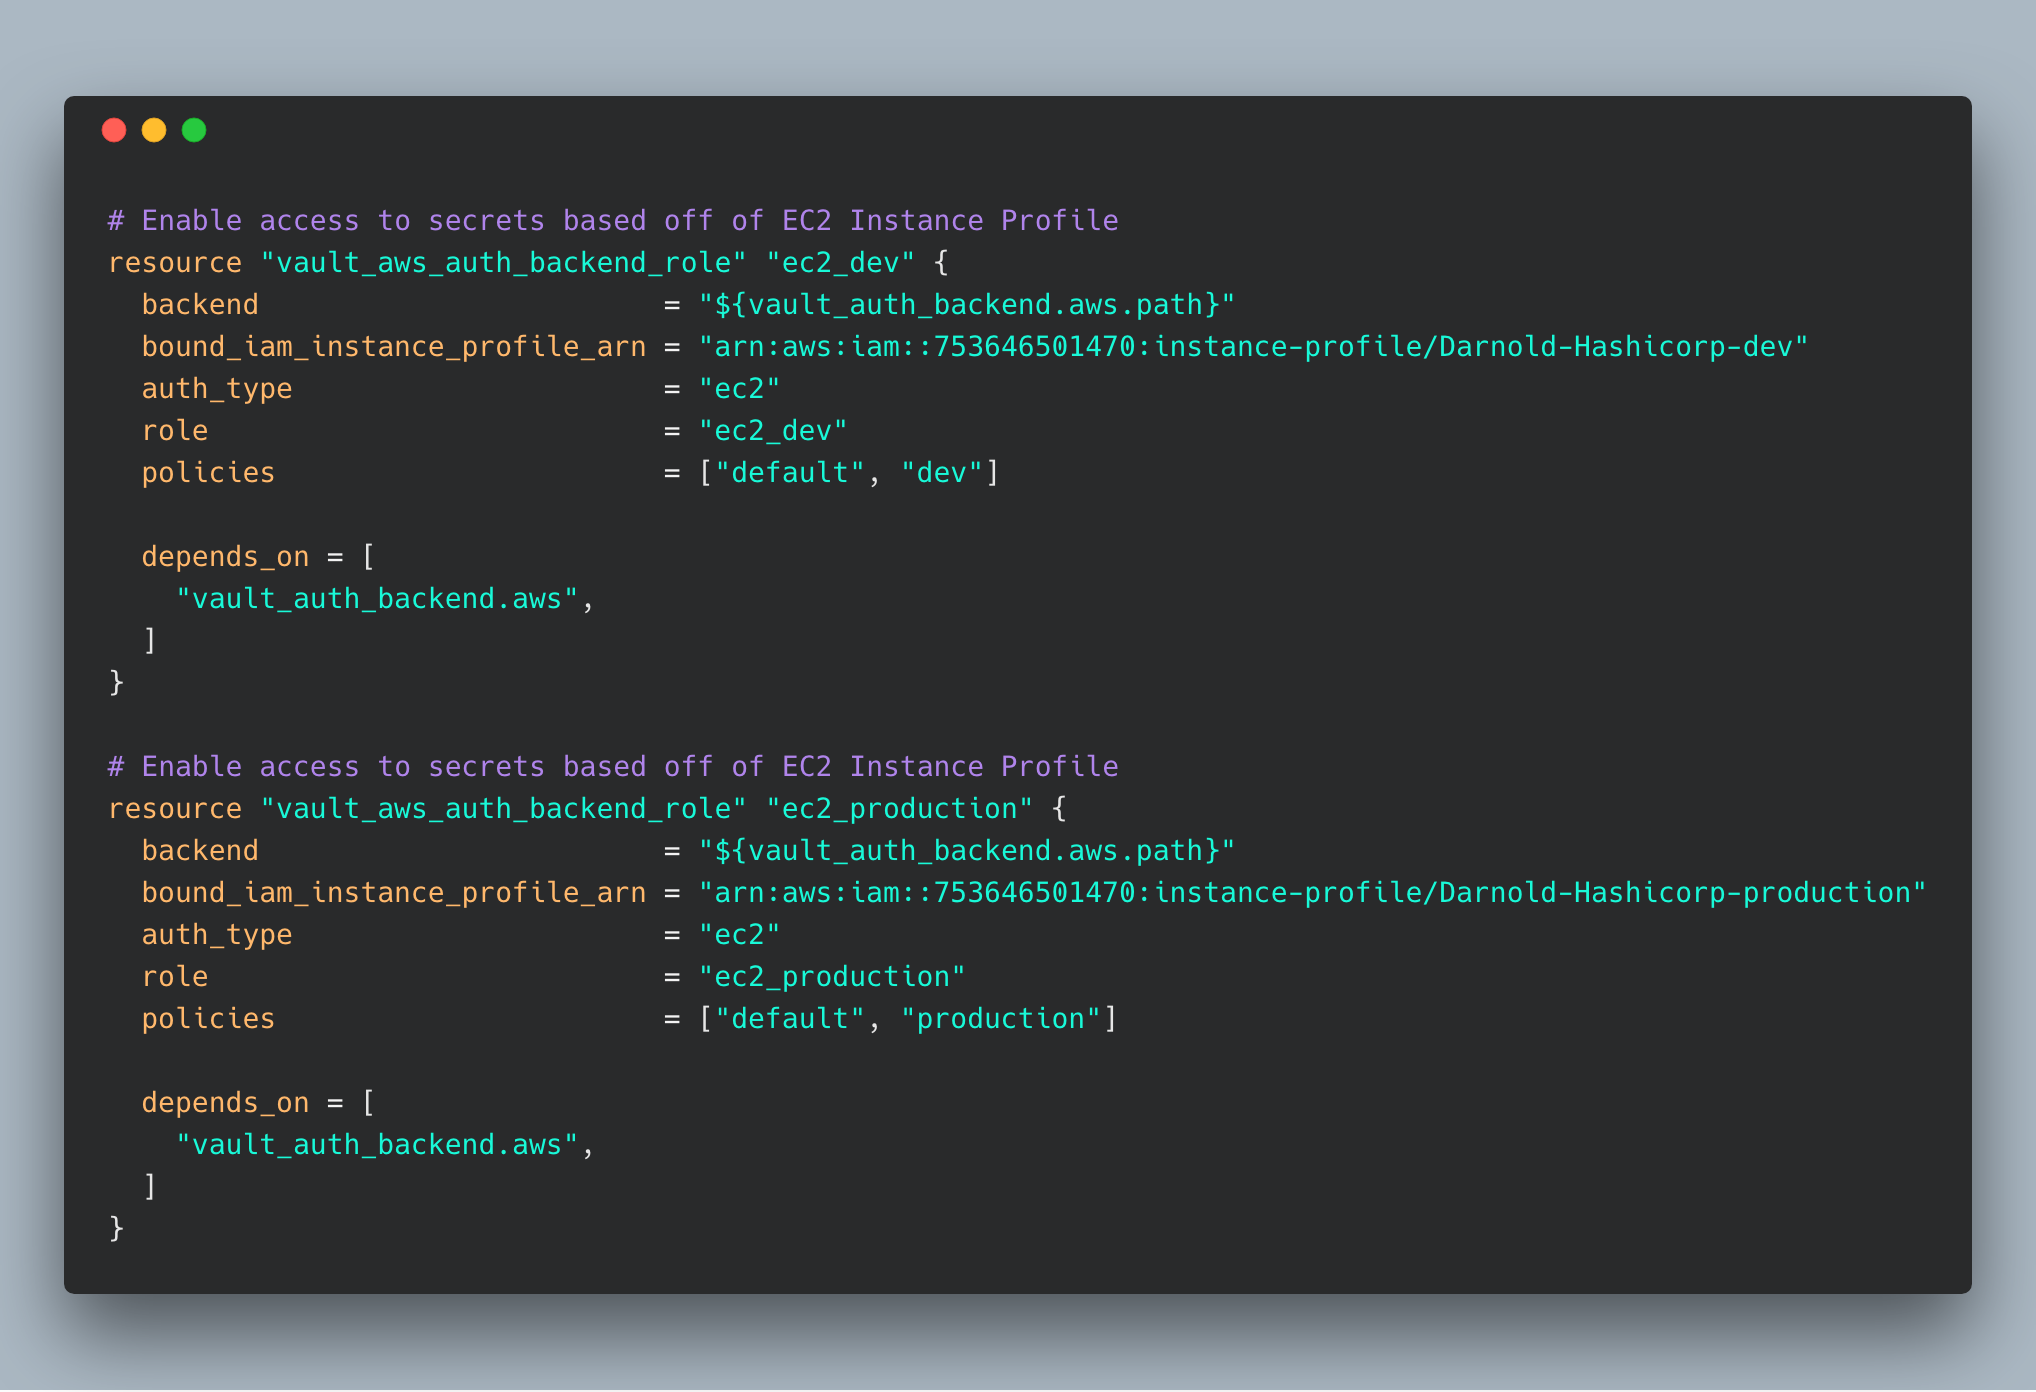 # Enable access to secrets based off of EC2 Instance Profile
resource "vault_aws_auth_backend_role" "ec2_dev" {
  backend                        = "${vault_auth_backend.aws.path}"
  bound_iam_instance_profile_arn = "arn:aws:iam::753646501470:instance-profile/Darnold-Hashicorp-dev"
  auth_type                      = "ec2"
  role                           = "ec2_dev"
  policies                       = ["default", "dev"]

  depends_on = [
    "vault_auth_backend.aws",
  ]
}

# Enable access to secrets based off of EC2 Instance Profile
resource "vault_aws_auth_backend_role" "ec2_production" {
  backend                        = "${vault_auth_backend.aws.path}"
  bound_iam_instance_profile_arn = "arn:aws:iam::753646501470:instance-profile/Darnold-Hashicorp-production"
  auth_type                      = "ec2"
  role                           = "ec2_production"
  policies                       = ["default", "production"]

  depends_on = [
    "vault_auth_backend.aws",
  ]
}